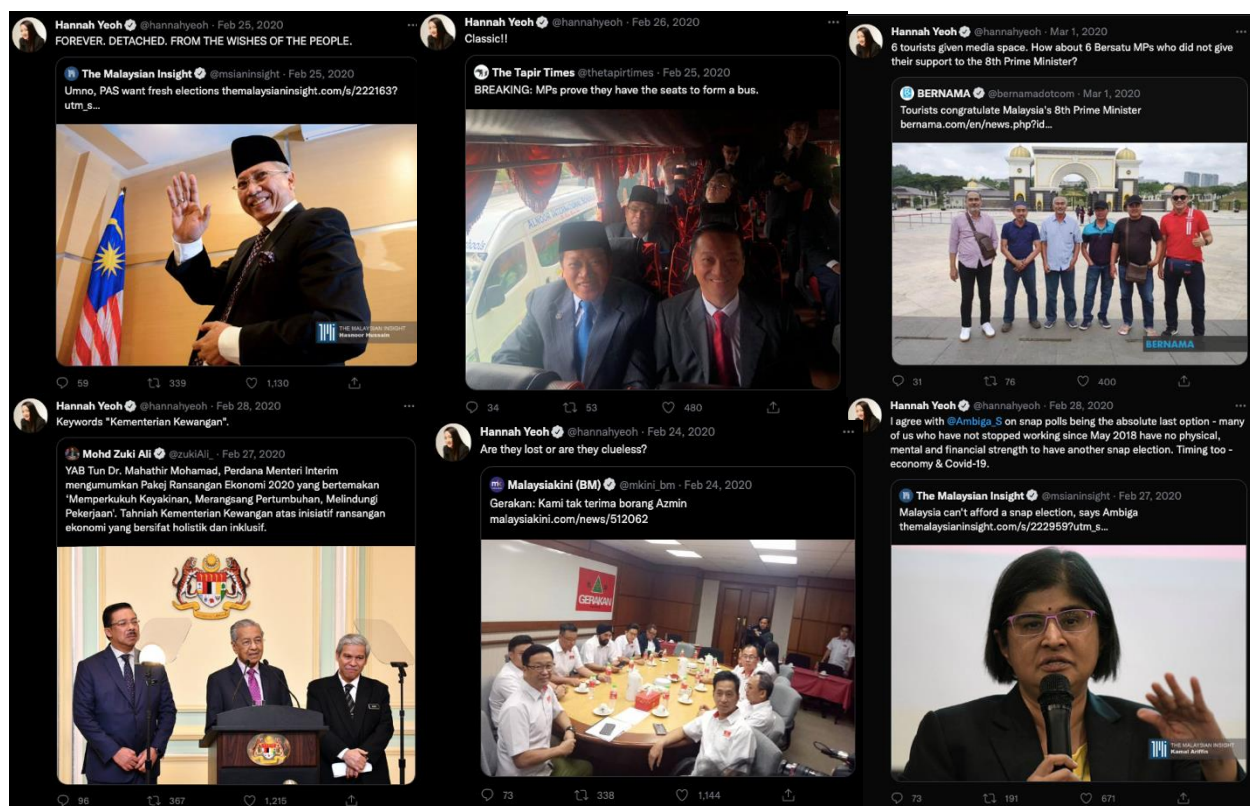 Hannah Yeoh @hannahyeoh · Feb 25, 2020
FOREVER. DETACHED. FROM THE WISHES OF THE PEOPLE.
The Malaysian Insight @msianinsight · Feb 25, 2020
Umno, PAS want fresh elections themalaysianinsight.com/s/222163?
utm_s...
THE MALAYSIAN INSIGHT
Hasnoor Hussain
59 339 1,130
Hannah Yeoh @hannahyeoh · Feb 26, 2020
Classic!!
The Tapir Times @thetapirtimes · Feb 25, 2020
BREAKING: MPs prove they have the seats to form a bus.
34 53 480
Hannah Yeoh @hannahyeoh · Mar 1, 2020
6 tourists given media space. How about 6 Bersatu MPs who did not give
their support to the 8th Prime Minister?
BERNAMA @bernamadotcom · Mar 1, 2020
Tourists congratulate Malaysia's 8th Prime Minister
bernama.com/en/news.php?id...
BERNAMA
31 76 400
Hannah Yeoh @hannahyeoh · Feb 28, 2020
Keywords "Kementerian Kewangan".
Mohd Zuki Ali @zukiAli_ · Feb 27, 2020
YAB Tun Dr. Mahathir Mohamad, Perdana Menteri Interim
mengumumkan Pakej Ransangan Ekonomi 2020 yang bertemakan
'Memperkukuh Keyakinan, Merangsang Pertumbuhan, Melindungi
Pekerjaan'. Tahniah Kementerian Kewangan atas inisiatif ransangan
ekonomi yang bersifat holistik dan inklusif.
96 367 1,215
Hannah Yeoh @hannahyeoh · Feb 24, 2020
Are they lost or are they clueless?
Malaysiakini (BM) @mkini_bm · Feb 24, 2020
Gerakan: Kami tak terima borang Azmin
malaysiakini.com/news/512062
GERAKAN
73 338 1,144
Hannah Yeoh @hannahyeoh · Feb 28, 2020
I agree with @Ambiga_S on snap polls being the absolute last option - many
of us who have not stopped working since May 2018 have no physical,
mental and financial strength to have another snap election. Timing too -
economy & Covid-19.
The Malaysian Insight @msianinsight · Feb 27, 2020
Malaysia can't afford a snap election, says Ambiga
themalaysianinsight.com/s/222959?utm_s...
THE MALAYSIAN INSIGHT
Kamal Ariffin
73 191 671